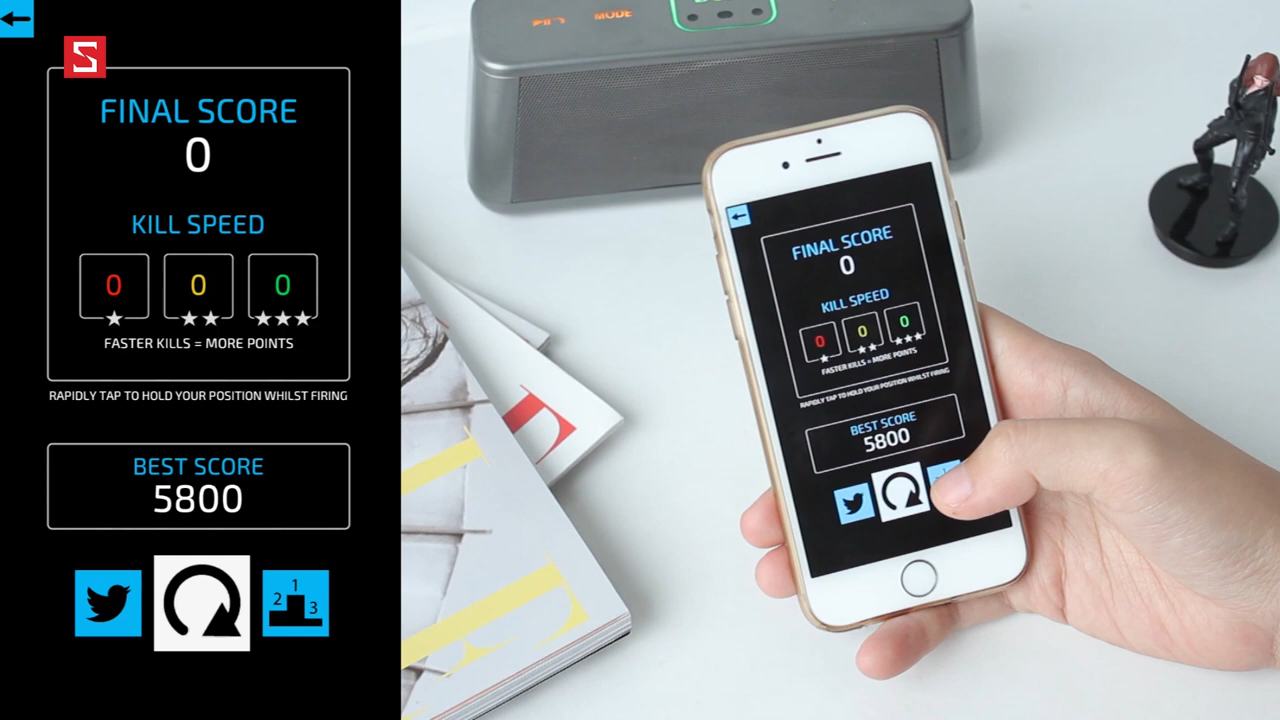 S
FINAL SCORE
0
KILL SPEED
0 0 0
FASTER KILLS = MORE POINTS
RAPIDLY TAP TO HOLD YOUR POSITION WHILST FIRING
BEST SCORE
5800
2 1 3
MODE
FINAL SCORE
0
KILL SPEED
0 0 0
FASTER KILLS = MORE POINTS
RAPIDLY TAP TO HOLD YOUR POSITION WHILST FIRING
BEST SCORE
5800
1